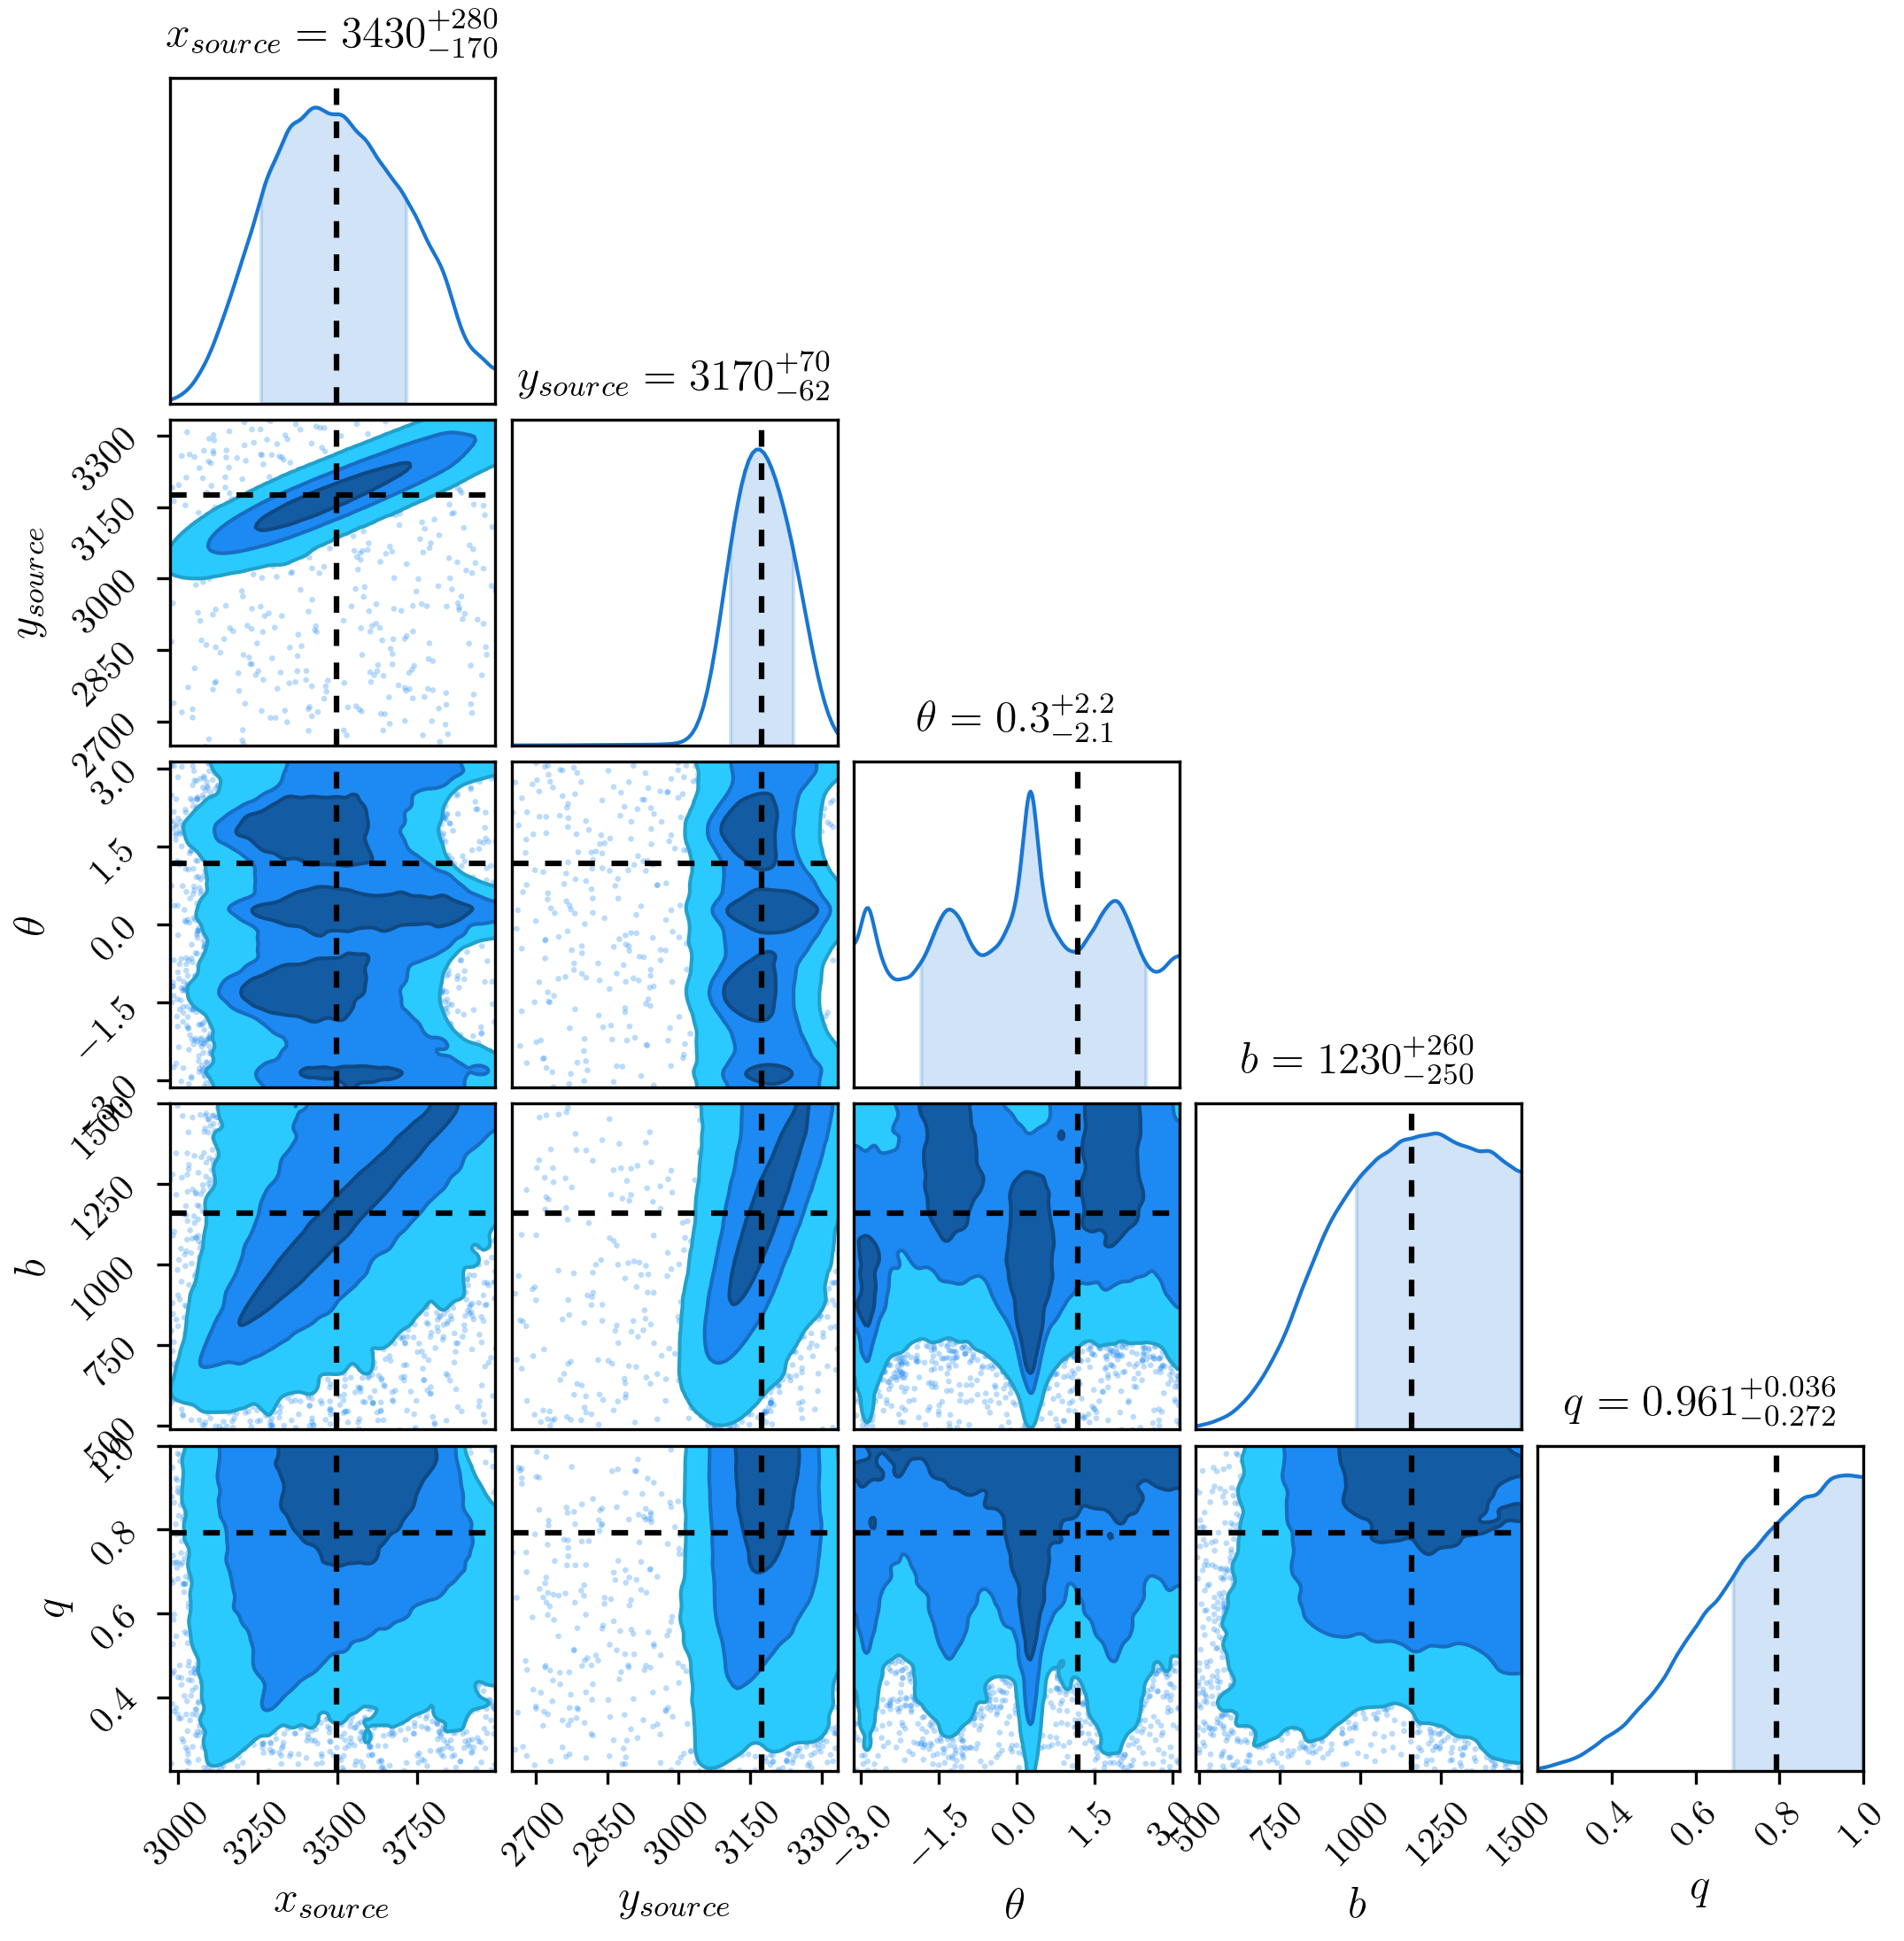 x_source = 3430^{+280}_{-170}
y_source = 3170^{+70}_{-62}
θ = 0.3^{+2.2}_{-2.1}
b = 1230^{+260}_{-250}
q = 0.961^{+0.036}_{-0.272}
y_source
3300
3150
3000
2850
2700
θ
3.0
1.5
0.0
−1.5
−3.0
b
1500
1250
1000
750
500
q
1.0
0.8
0.6
0.4
3000 3250 3500 3750 2700 2850 3000 3150 3300 −3.0 −1.5 0.0 1.5 3.0 500 750 1000 1250 1500 0.4 0.6 0.8 1.0
x_source y_source θ b q